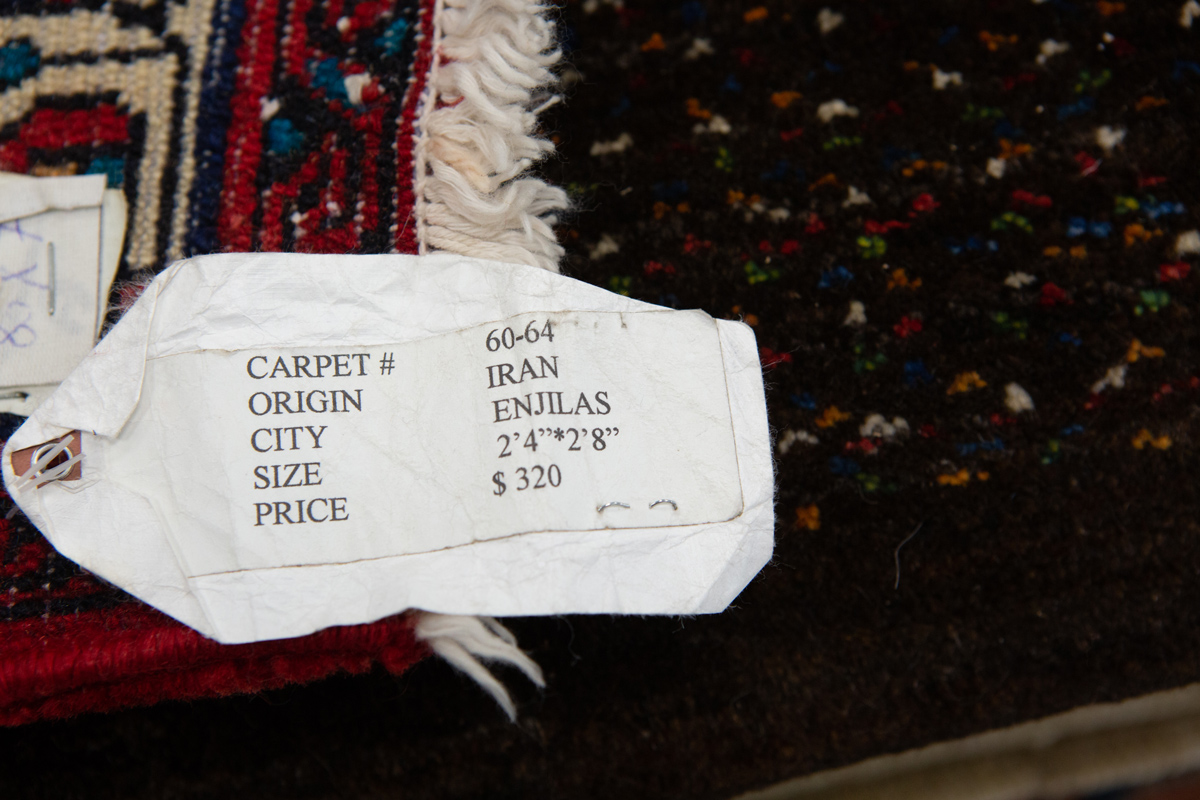 CARPET # 60-64
ORIGIN IRAN
CITY ENJILAS
SIZE 2’4”*2’8”
PRICE $ 320